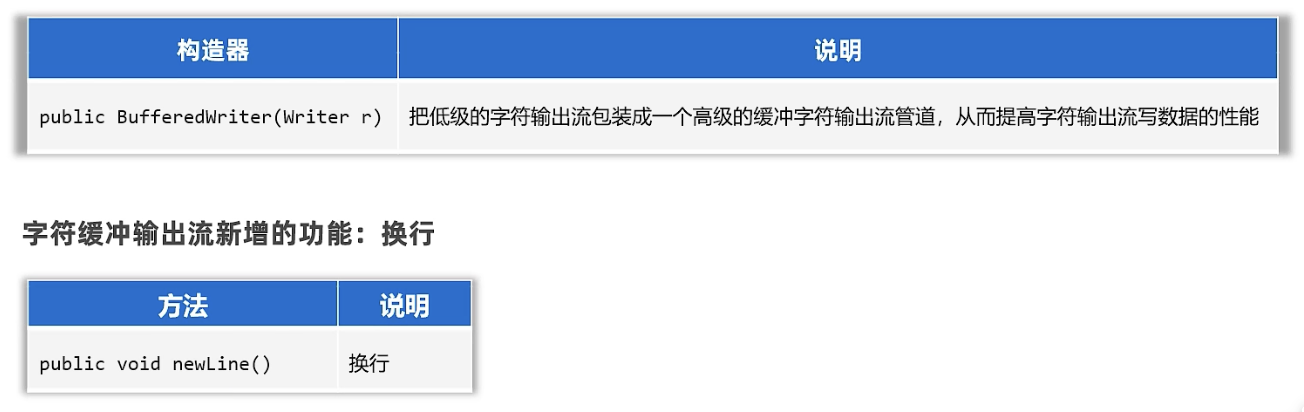 构造器 说明
public BufferedWriter(Writer r) 把低级的字符输出流包装成一个高级的缓冲字符输出流管道，从而提高字符输出流写数据的性能
字符缓冲输出流新增的功能：换行
方法 说明
public void newLine() 换行